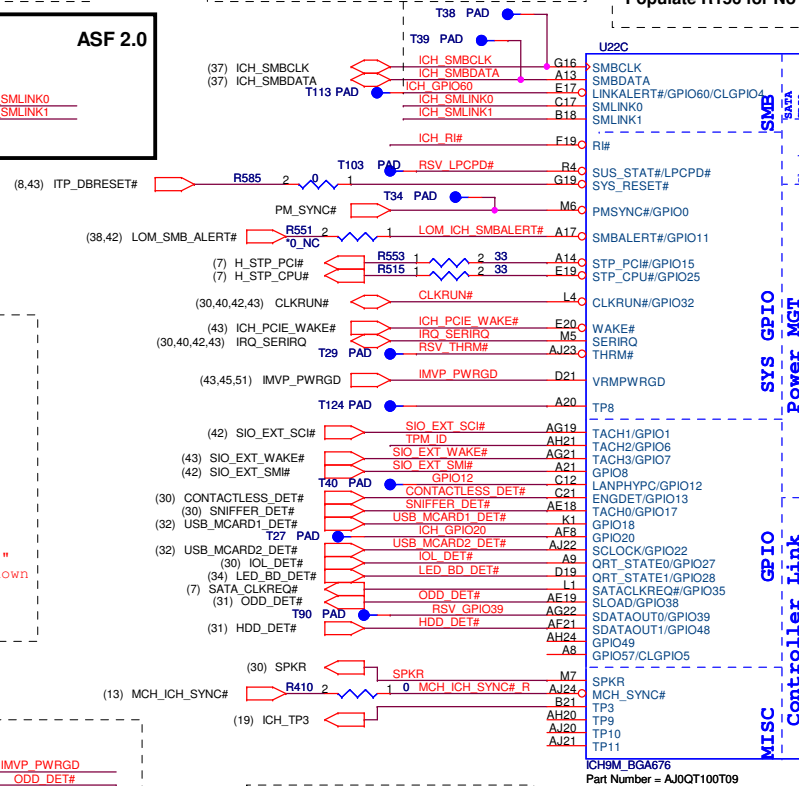 Populate R150 for No
ASF 2.0
SMLINK0
SMLINK1
T38 PAD
T39 PAD
U22C
(37) ICH_SMBCLK ICH_SMBCLK G16 SMBCLK
(37) ICH_SMBDATA ICH_SMBDATA A13 SMBDATA
T113 PAD ICH_GPIO60 E17 LINKALERT#/GPIO60/CLGPIO4
ICH_SMLINK0 C17 SMLINK0
ICH_SMLINK1 B18 SMLINK1
SMB
SATA
ICH_RI# F19 RI#
T103 PAD RSV_LPCPD# R4 SUS_STAT#/LPCPD#
(8,43) ITP_DBRESET# R585 2 0 1 G19 SYS_RESET#
T34 PAD
PM_SYNC# M6 PMSYNC#/GPIO0
(38,42) LOM_SMB_ALERT# R551 2 1 LOM_ICH_SMBALERT# A17 SMBALERT#/GPIO11
*0_NC
(7) H_STP_PCI# R553 1 2 33 A14 STP_PCI#/GPIO15
(7) H_STP_CPU# R515 1 2 33 E19 STP_CPU#/GPIO25
(30,40,42,43) CLKRUN# CLKRUN# L4 CLKRUN#/GPIO32
(43) ICH_PCIE_WAKE# ICH_PCIE_WAKE# E20 WAKE#
(30,40,42,43) IRQ_SERIRQ IRQ_SERIRQ M5 SERIRQ
T29 PAD RSV_THRM# AJ23 THRM#
(43,45,51) IMVP_PWRGD IMVP_PWRGD D21 VRMPWRGD
T124 PAD A20 TP8
SYS GPIO
Power MGT
(42) SIO_EXT_SCI# SIO_EXT_SCI# AG19 TACH1/GPIO1
TPM_ID AH21 TACH2/GPIO6
(43) SIO_EXT_WAKE# SIO_EXT_WAKE# AG21 TACH3/GPIO7
(42) SIO_EXT_SMI# SIO_EXT_SMI# A21 GPIO8
T40 PAD GPIO12 C12 LANPHYPC/GPIO12
(30) CONTACTLESS_DET# CONTACTLESS_DET# C21 ENGDET/GPIO13
(30) SNIFFER_DET# SNIFFER_DET# AE18 TACH0/GPIO17
(32) USB_MCARD1_DET# USB_MCARD1_DET# K1 GPIO18
T27 PAD ICH_GPIO20 AF8 GPIO20
(32) USB_MCARD2_DET# USB_MCARD2_DET# AJ22 SCLOCK/GPIO22
(30) IOL_DET# IOL_DET# A9 QRT_STATE0/GPIO27
(34) LED_BD_DET# LED_BD_DET# D19 QRT_STATE1/GPIO28
(7) SATA_CLKREQ# L1 SATACLKREQ#/GPIO35
(31) ODD_DET# ODD_DET# AE19 SLOAD/GPIO38
T90 PAD RSV_GPIO39 AG22 SDATAOUT0/GPIO39
(31) HDD_DET# HDD_DET# AF21 SDATAOUT1/GPIO48
AH24 GPIO49
A8 GPIO57/CLGPIO5
GPIO
Controller Link
"
own
(30) SPKR SPKR M7 SPKR
(13) MCH_ICH_SYNC# R410 2 1 0 MCH_ICH_SYNC#_R AJ24 MCH_SYNC#
B21 TP3
(19) ICH_TP3 AH20 TP9
AJ20 TP10
AJ21 TP11
MISC
ICH9M_BGA676
Part Number = AJ0QT100T09
IMVP_PWRGD
ODD_DET#